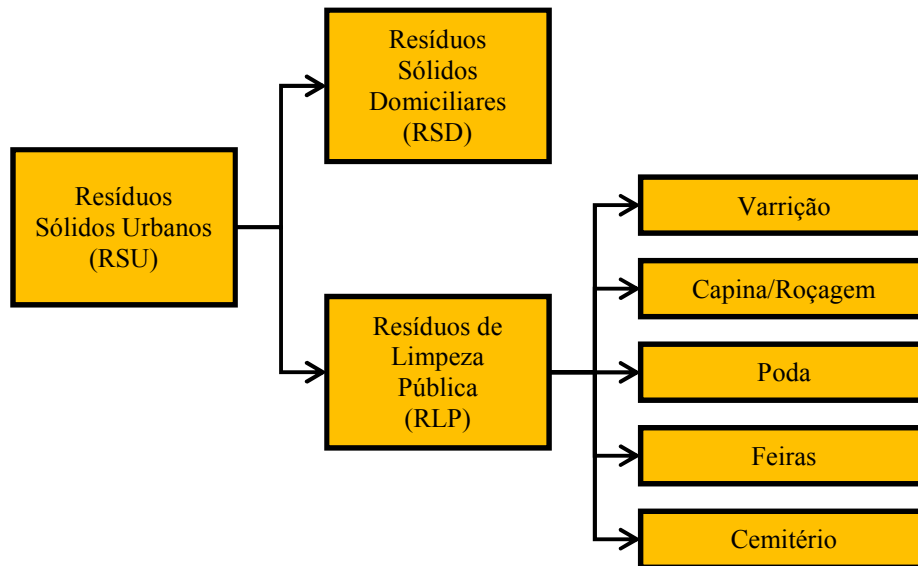 Resíduos
Sólidos
Domiciliares
(RSD)
Resíduos
Sólidos Urbanos
(RSU)
Resíduos de
Limpeza
Pública
(RLP)
Varrição
Capina/Roçagem
Poda
Feiras
Cemitério